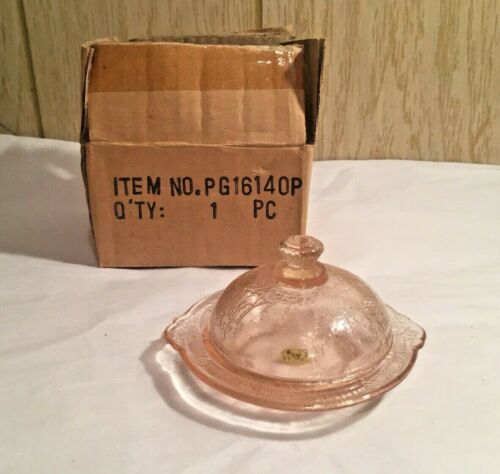 ITEM NO.PG16140P
Q'TY: 1 PC